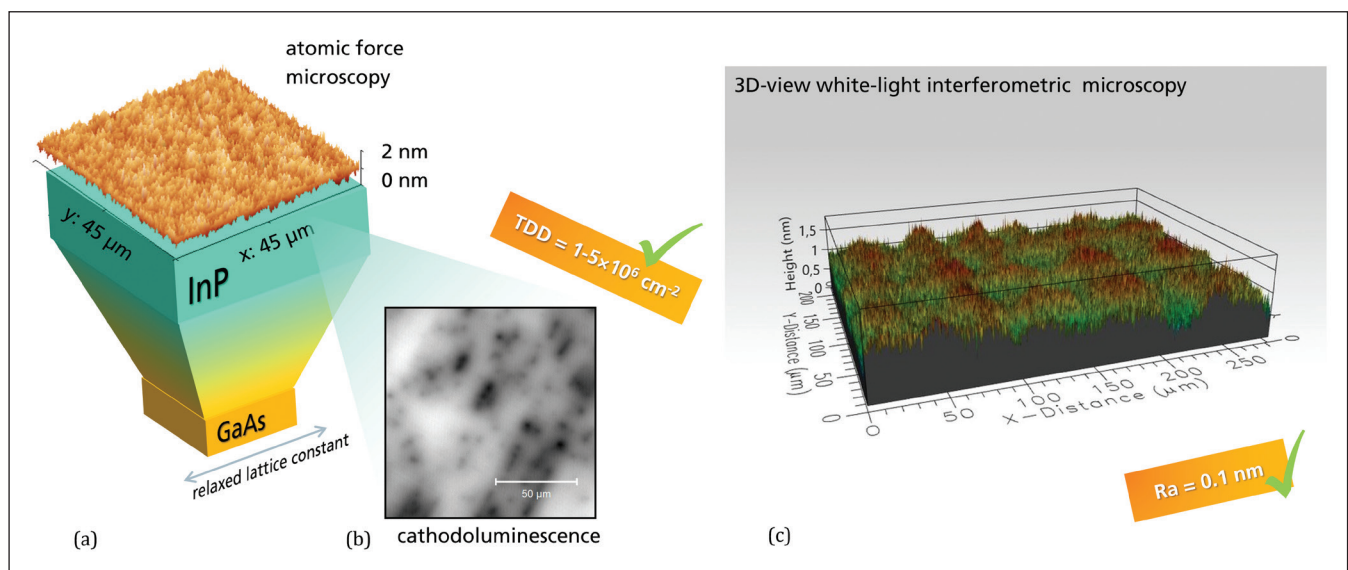 atomic force
microscopy
2 nm
0 nm
y: 45 µm
x: 45 µm
InP
GaAs
relaxed lattice constant
(a)
TDD = 1-5×10⁶ cm⁻²
50 µm
(b)
cathodoluminescence
3D-view white-light interferometric microscopy
Height (nm)
1,5
1
0,5
0
200
150
100
50
0
Y-Distance (µm)
0
50
100
150
200
250
0
X-Distance (µm)
Ra = 0.1 nm
(c)